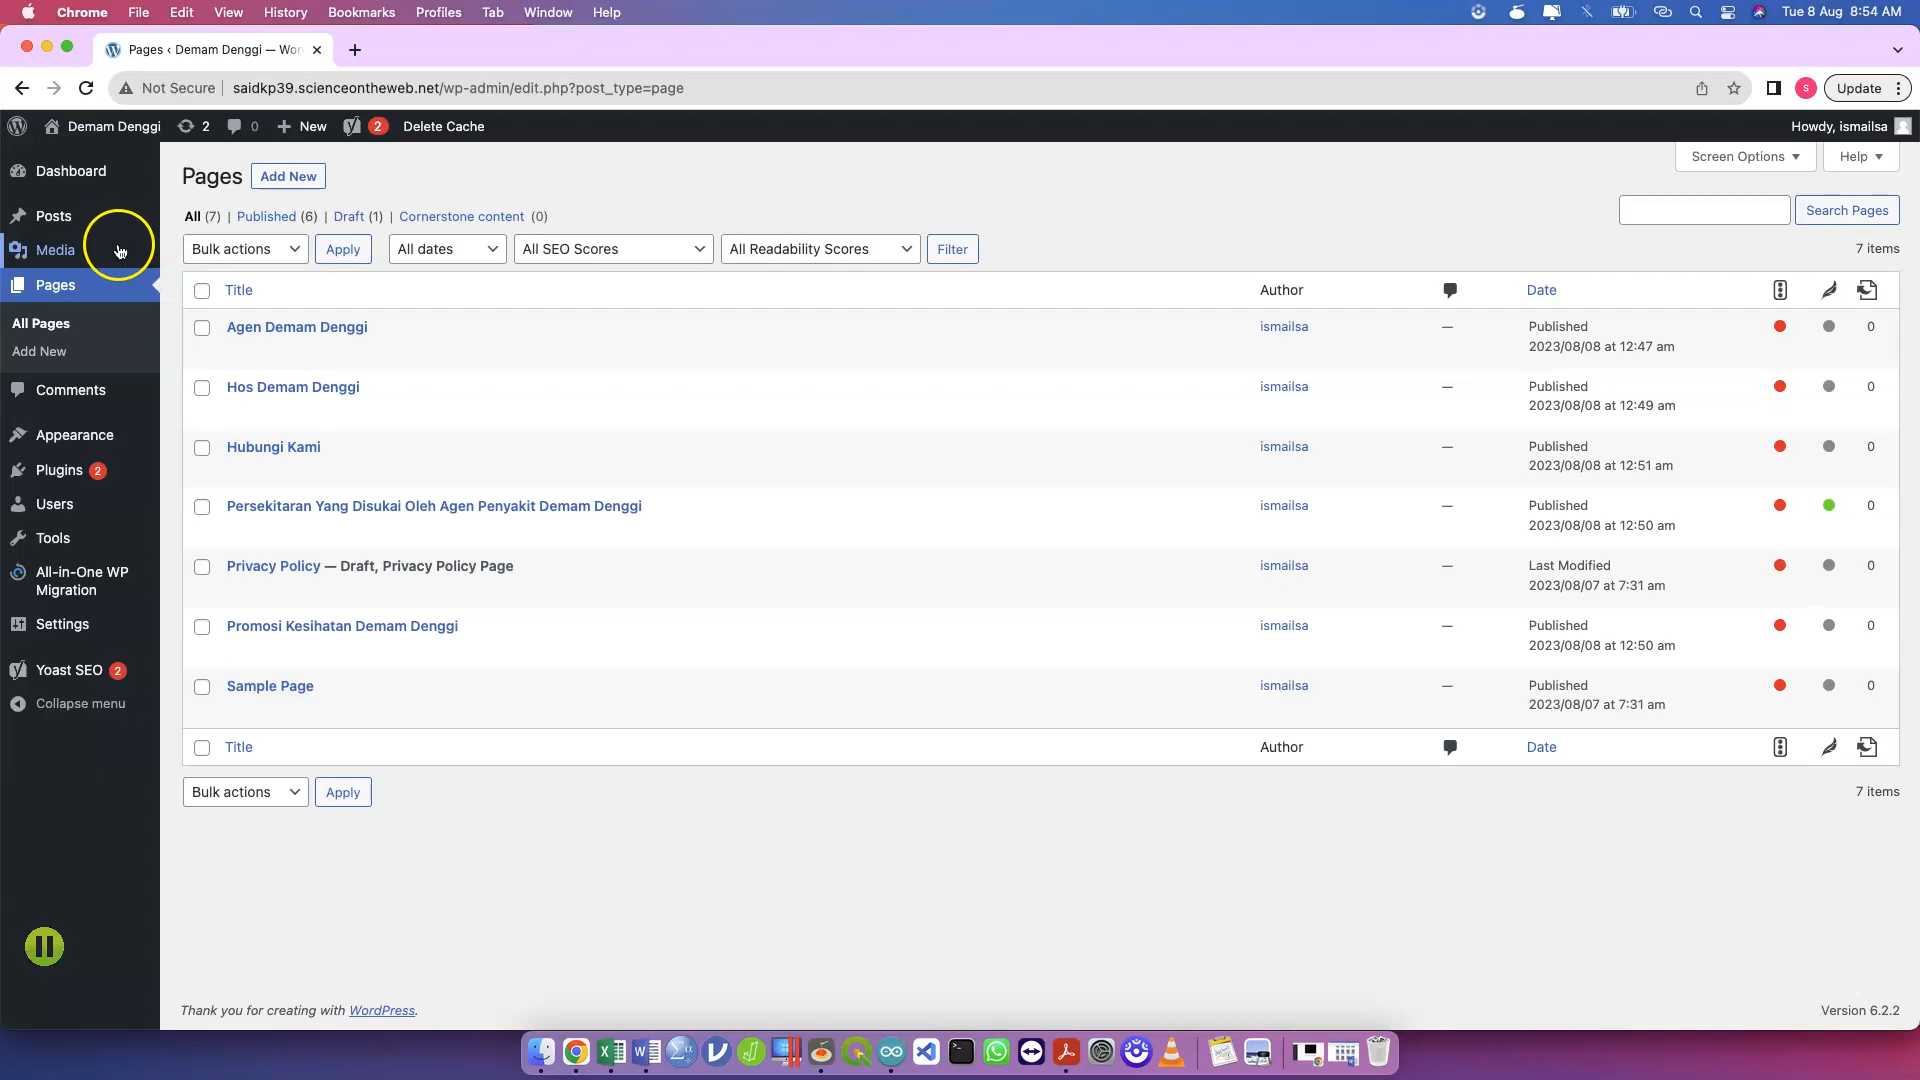 Chrome File Edit View History Bookmarks Profiles Tab Window Help Tue 8 Aug 8:54 AM
Pages ‹ Demam Denggi — Wor
Not Secure saidkp39.scienceontheweb.net/wp-admin/edit.php?post_type=page S Update
Demam Denggi 2 0 New 2 Delete Cache Howdy, ismailsa
Screen Options Help
Dashboard
Posts
Media
Pages
All Pages
Add New
Comments
Appearance
Plugins 2
Users
Tools
All-in-One WP
Migration
Settings
Yoast SEO 2
Collapse menu
Pages Add New
All (7) | Published (6) | Draft (1) | Cornerstone content (0)
Search Pages
Bulk actions Apply All dates All SEO Scores All Readability Scores Filter 7 items
Title Author Date
Agen Demam Denggi ismailsa — Published 0
2023/08/08 at 12:47 am
Hos Demam Denggi ismailsa — Published 0
2023/08/08 at 12:49 am
Hubungi Kami ismailsa — Published 0
2023/08/08 at 12:51 am
Persekitaran Yang Disukai Oleh Agen Penyakit Demam Denggi ismailsa — Published 0
2023/08/08 at 12:50 am
Privacy Policy — Draft, Privacy Policy Page ismailsa — Last Modified 0
2023/08/07 at 7:31 am
Promosi Kesihatan Demam Denggi ismailsa — Published 0
2023/08/08 at 12:50 am
Sample Page ismailsa — Published 0
2023/08/07 at 7:31 am
Title Author Date
Bulk actions Apply 7 items
Thank you for creating with WordPress. Version 6.2.2